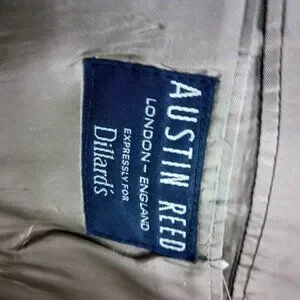 AUSTIN REED
LONDON – ENGLAND
EXPRESSLY FOR
Dillard's